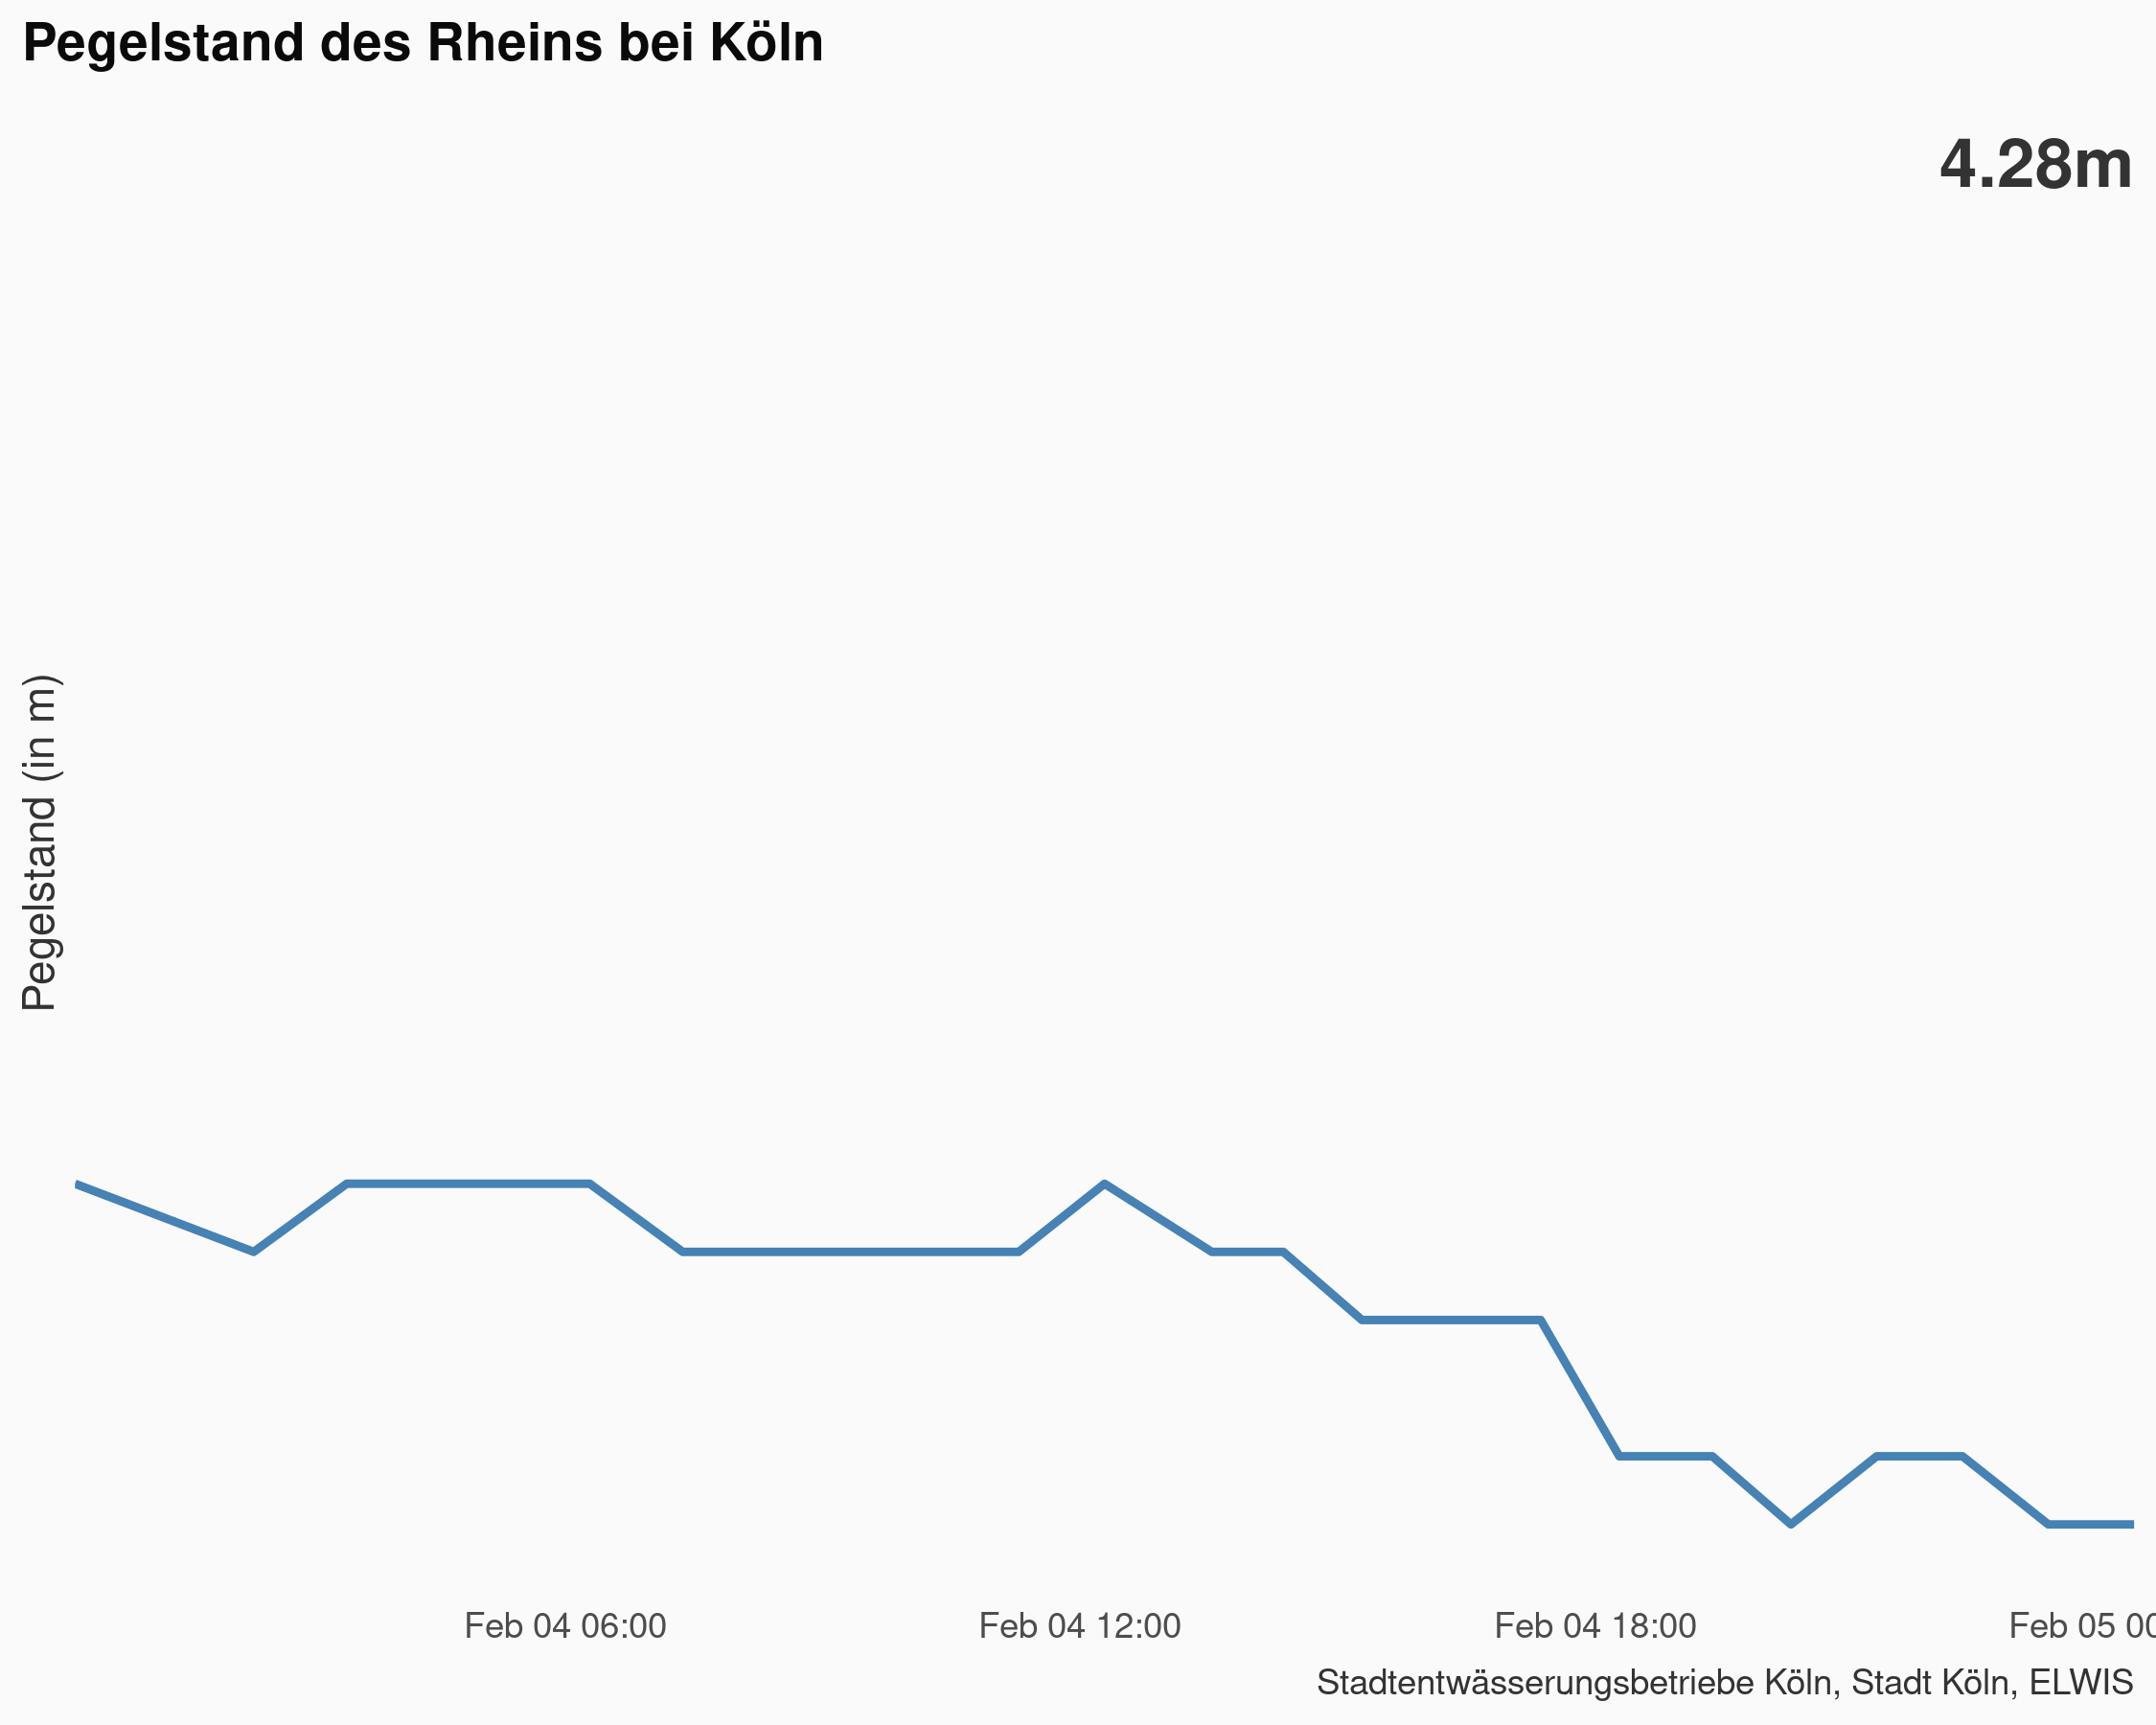 Pegelstand des Rheins bei Köln
4.28m
Pegelstand (in m)
Feb 04 06:00
Feb 04 12:00
Feb 04 18:00
Feb 05 00
Stadtentwässerungsbetriebe Köln, Stadt Köln, ELWIS